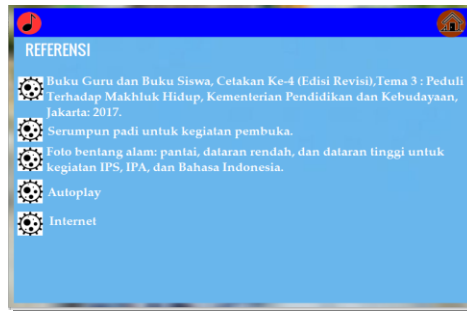 REFERENSI
Buku Guru dan Buku Siswa, Cetakan Ke-4 (Edisi Revisi),Tema 3 : Peduli
Terhadap Makhluk Hidup, Kementerian Pendidikan dan Kebudayaan,
Jakarta: 2017.
Serumpun padi untuk kegiatan pembuka.
Foto bentang alam: pantai, dataran rendah, dan dataran tinggi untuk
kegiatan IPS, IPA, dan Bahasa Indonesia.
Autoplay
Internet